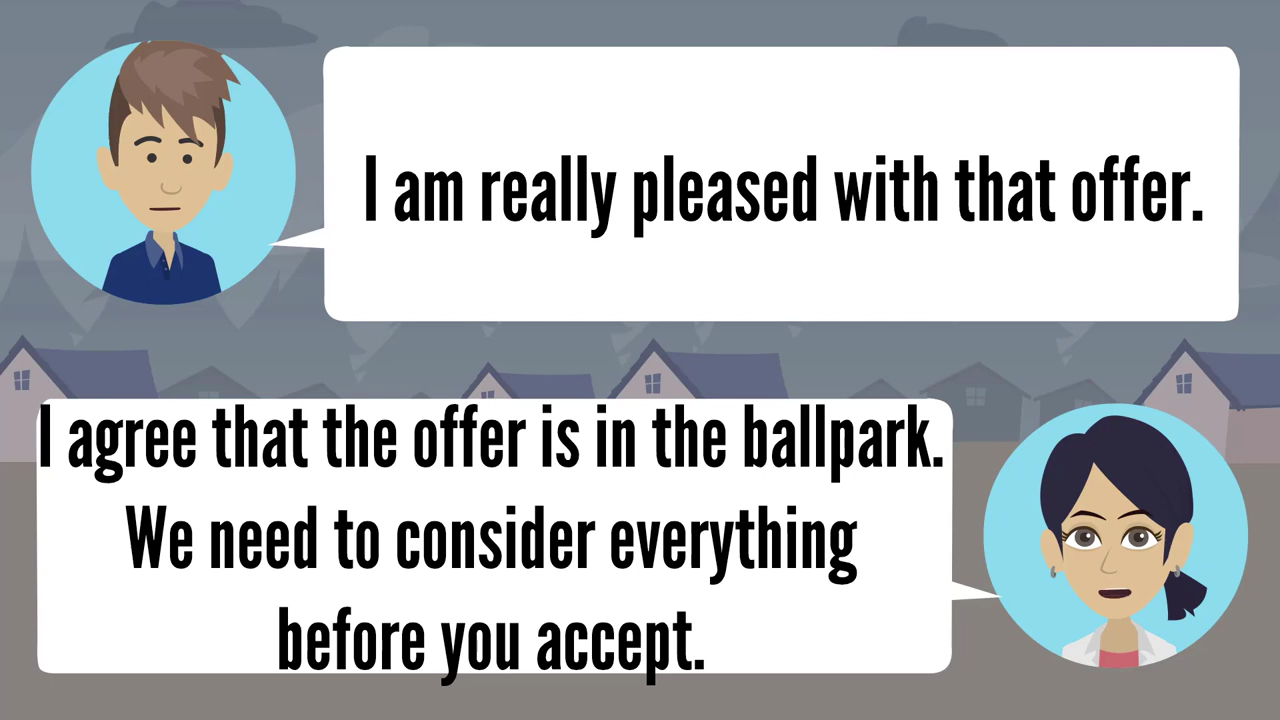 I am really pleased with that offer.
I agree that the offer is in the ballpark.
We need to consider everything
before you accept.